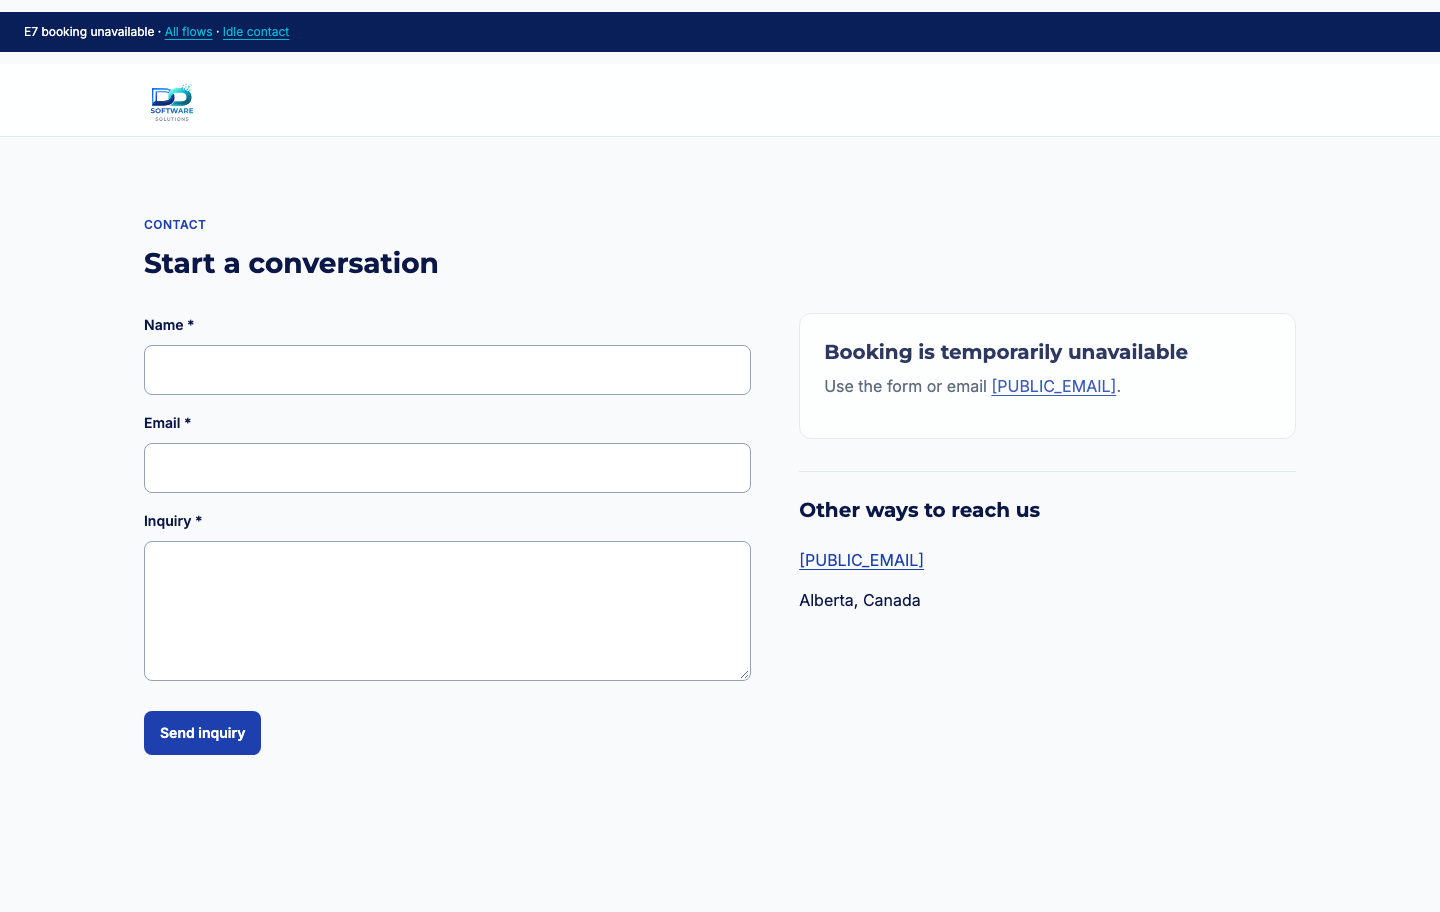 E7 booking unavailable · All flows · Idle contact
DO
SOFTWARE
SOLUTIONS
CONTACT
Start a conversation
Name *
Email *
Inquiry *
Send inquiry
Booking is temporarily unavailable
Use the form or email [PUBLIC_EMAIL].
Other ways to reach us
[PUBLIC_EMAIL]
Alberta, Canada